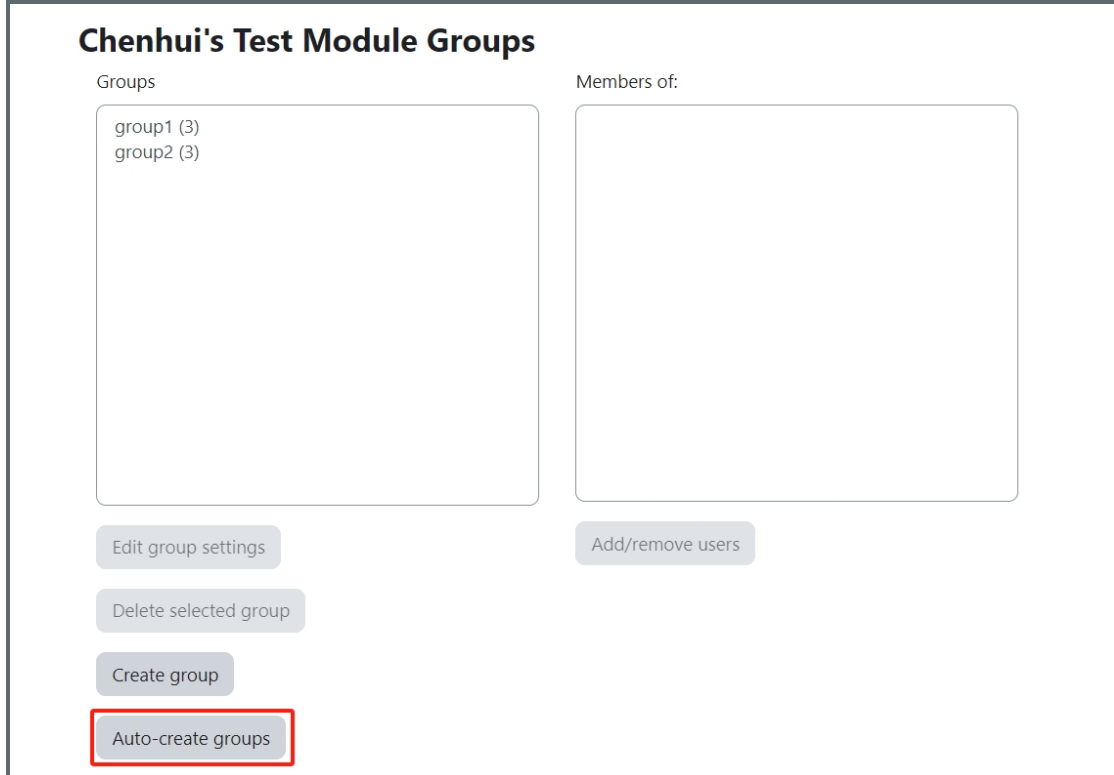 Chenhui's Test Module Groups
Groups
group1 (3)
group2 (3)
Members of:
Edit group settings
Add/remove users
Delete selected group
Create group
Auto-create groups